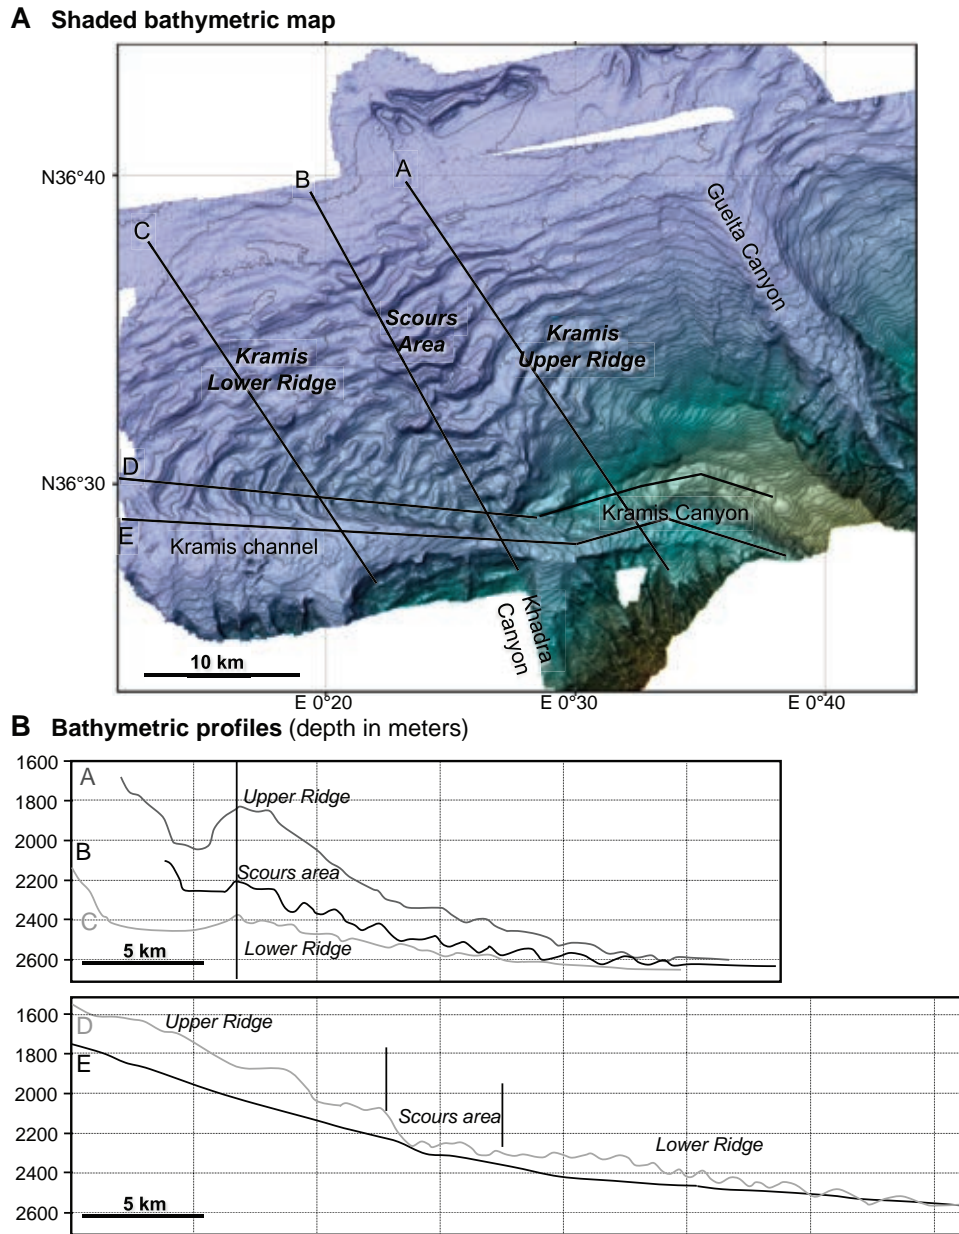 A Shaded bathymetric map
N36°40
A
B
C
Guelta Canyon
Scours
Area
Kramis
Upper Ridge
Kramis
Lower Ridge
D
N36°30
Kramis Canyon
E
Kramis channel
Khadra
Canyon
10 km
E 0°20
E 0°30
E 0°40
B Bathymetric profiles (depth in meters)
1600
A
Upper Ridge
1800
2000
B
Scours area
2200
C
2400
Lower Ridge
5 km
2600
1600
D
Upper Ridge
1800
E
2000
Scours area
2200
Lower Ridge
2400
5 km
2600